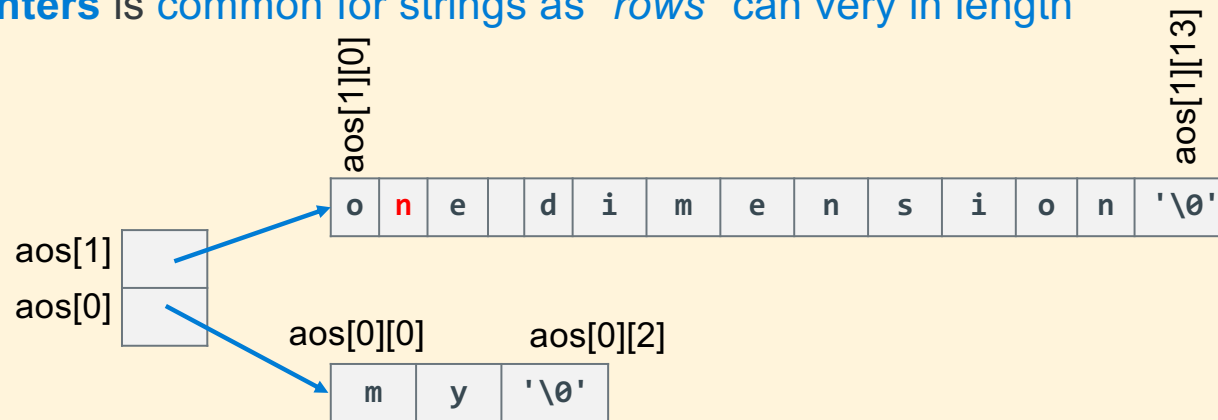 nters is common for strings as "rows" can very in length
aos[1][0]
aos[1][13]
o n e d i m e n s i o n '\0'
aos[1]
aos[0]
aos[0][0] aos[0][2]
m y '\0'